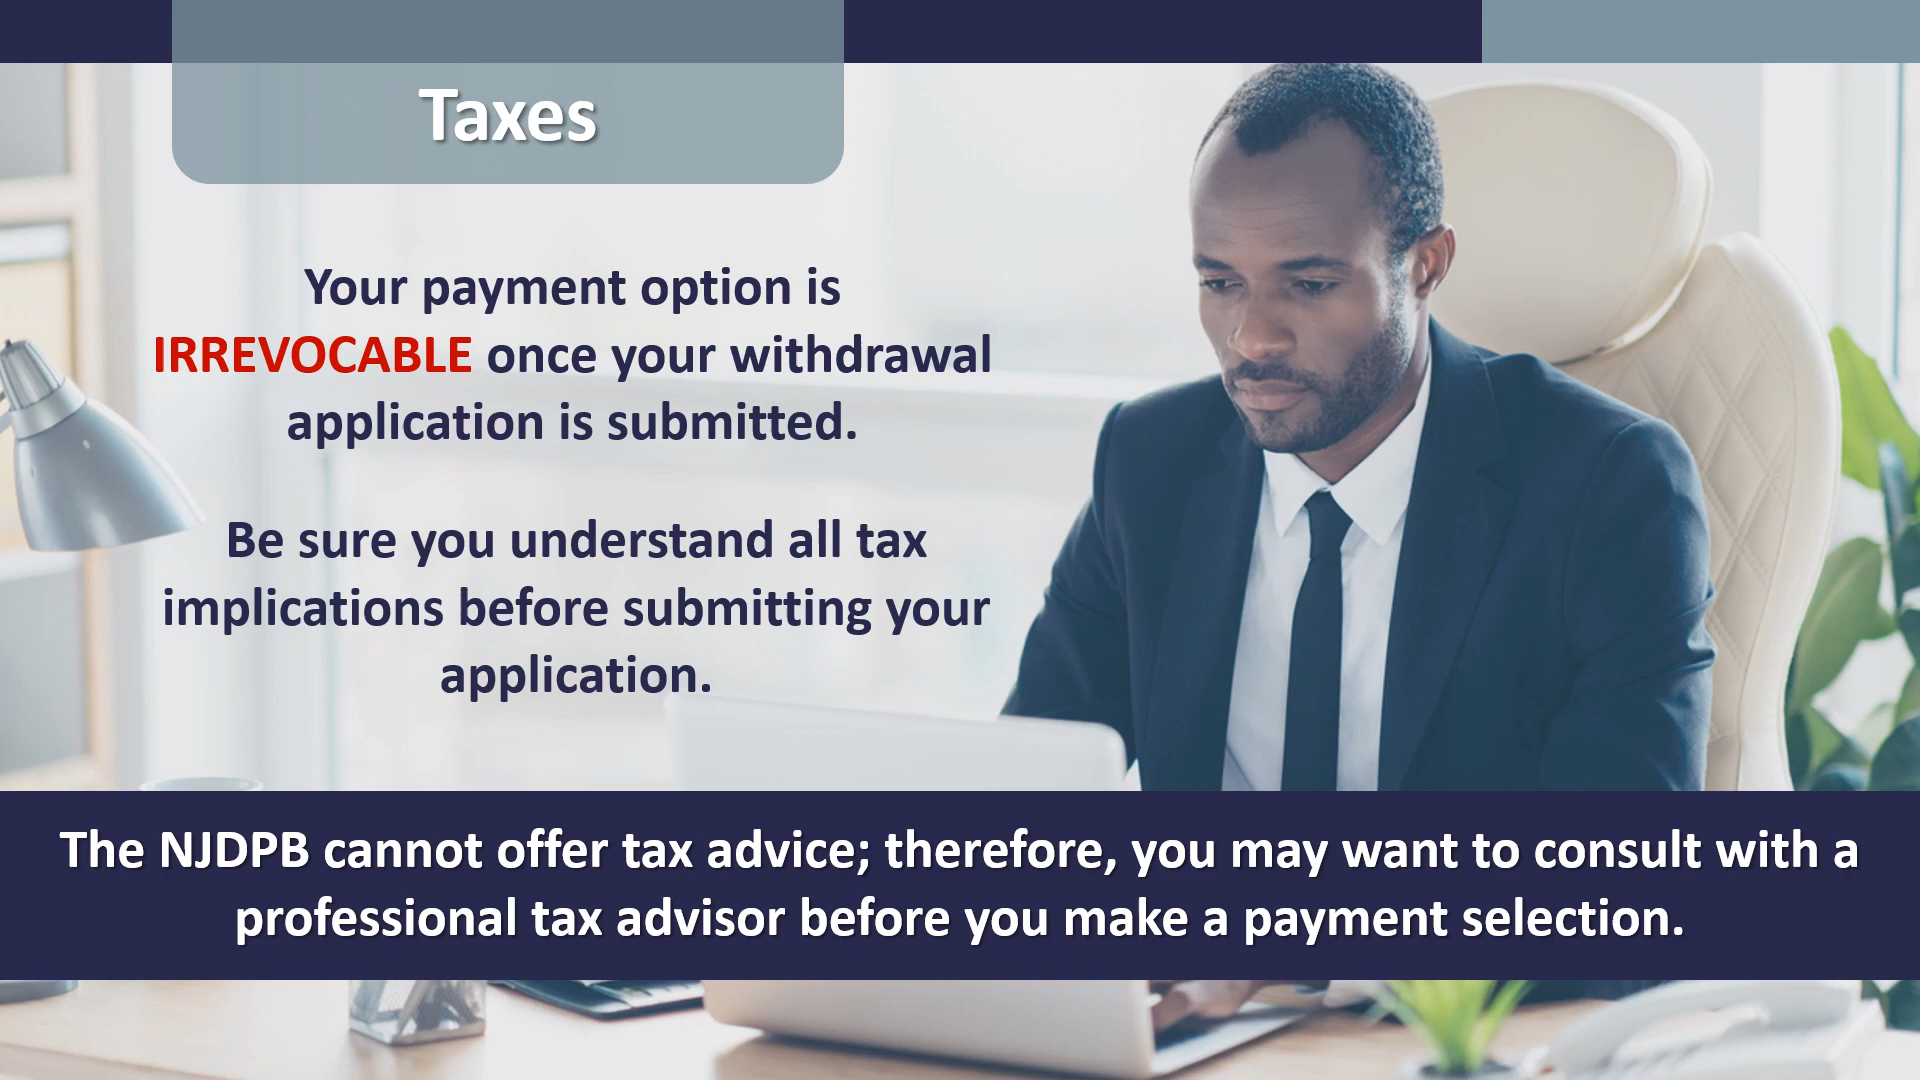 Taxes
Your payment option is
IRREVOCABLE once your withdrawal
application is submitted.
Be sure you understand all tax
implications before submitting your
application.
The NJDPB cannot offer tax advice; therefore, you may want to consult with a
professional tax advisor before you make a payment selection.